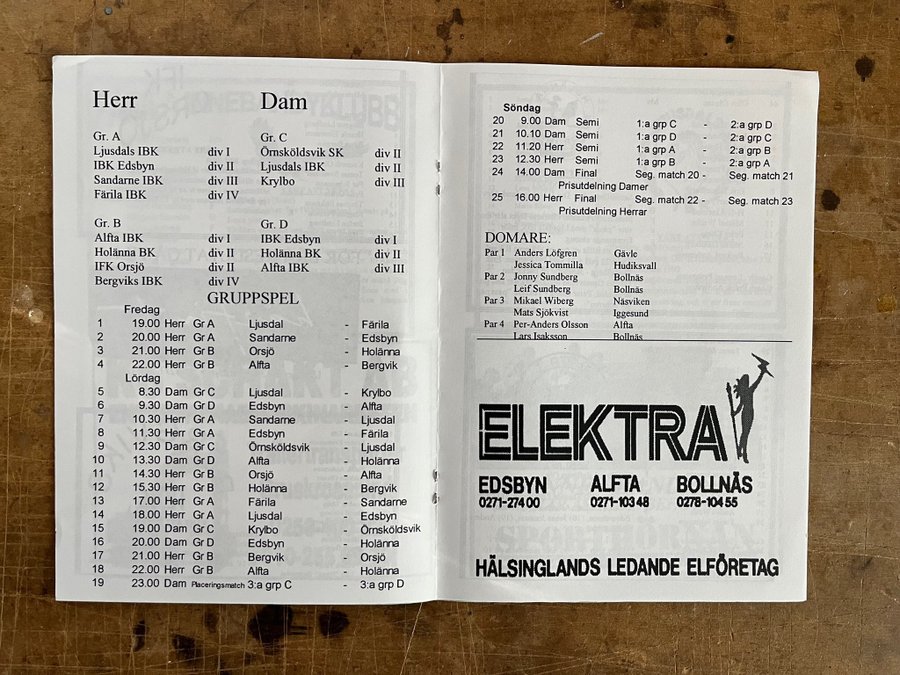 Herr Dam
Gr. A Gr. C
Ljusdals IBK div I Örnsköldsvik SK div II
IBK Edsbyn div II Ljusdals IBK div II
Sandarne IBK div III Krylbo div III
Färila IBK div IV
Gr. B Gr. D
Alfta IBK div I IBK Edsbyn div I
Holänna BK div II Holänna BK div II
IFK Orsjö div II Alfta IBK div III
Bergviks IBK div IV
GRUPPSPEL
Fredag
1 19.00 Herr Gr A Ljusdal - Färila
2 20.00 Herr Gr A Sandarne - Edsbyn
3 21.00 Herr Gr B Orsjö - Holänna
4 22.00 Herr Gr B Alfta - Bergvik
Lördag
5 8.30 Dam Gr C Ljusdal - Krylbo
6 9.30 Dam Gr D Edsbyn - Alfta
7 10.30 Herr Gr A Sandarne - Ljusdal
8 11.30 Herr Gr A Edsbyn - Färila
9 12.30 Dam Gr C Örnsköldsvik - Ljusdal
10 13.30 Dam Gr D Alfta - Holänna
11 14.30 Herr Gr B Orsjö - Alfta
12 15.30 Herr Gr B Holänna - Bergvik
13 17.00 Herr Gr A Färila - Sandarne
14 18.00 Herr Gr A Ljusdal - Edsbyn
15 19.00 Dam Gr C Krylbo - Örnsköldsvik
16 20.00 Dam Gr D Edsbyn - Holänna
17 21.00 Herr Gr B Bergvik - Orsjö
18 22.00 Herr Gr B Alfta - Holänna
19 23.00 Dam Placeringsmatch 3:a grp C - 3:a grp D
Söndag
20 9.00 Dam Semi 1:a grp C - 2:a grp D
21 10.10 Dam Semi 1:a grp D - 2:a grp C
22 11.20 Herr Semi 1:a grp A - 2:a grp B
23 12.30 Herr Semi 1:a grp B - 2:a grp A
24 14.00 Dam Final Seg. match 20 - Seg. match 21
Prisutdelning Damer
25 16.00 Herr Final Seg. match 22 - Seg. match 23
Prisutdelning Herrar
DOMARE:
Par 1 Anders Löfgren Gävle
Jessica Tommilla Hudiksvall
Par 2 Jonny Sundberg Bollnäs
Leif Sundberg Bollnäs
Par 3 Mikael Wiberg Näsviken
Mats Sjökvist Iggesund
Par 4 Per-Anders Olsson Alfta
Lars Isaksson Bollnäs
ELEKTRA
EDSBYN ALFTA BOLLNÄS
0271-274 00 0271-103 48 0278-104 55
HÄLSINGLANDS LEDANDE ELFÖRETAG